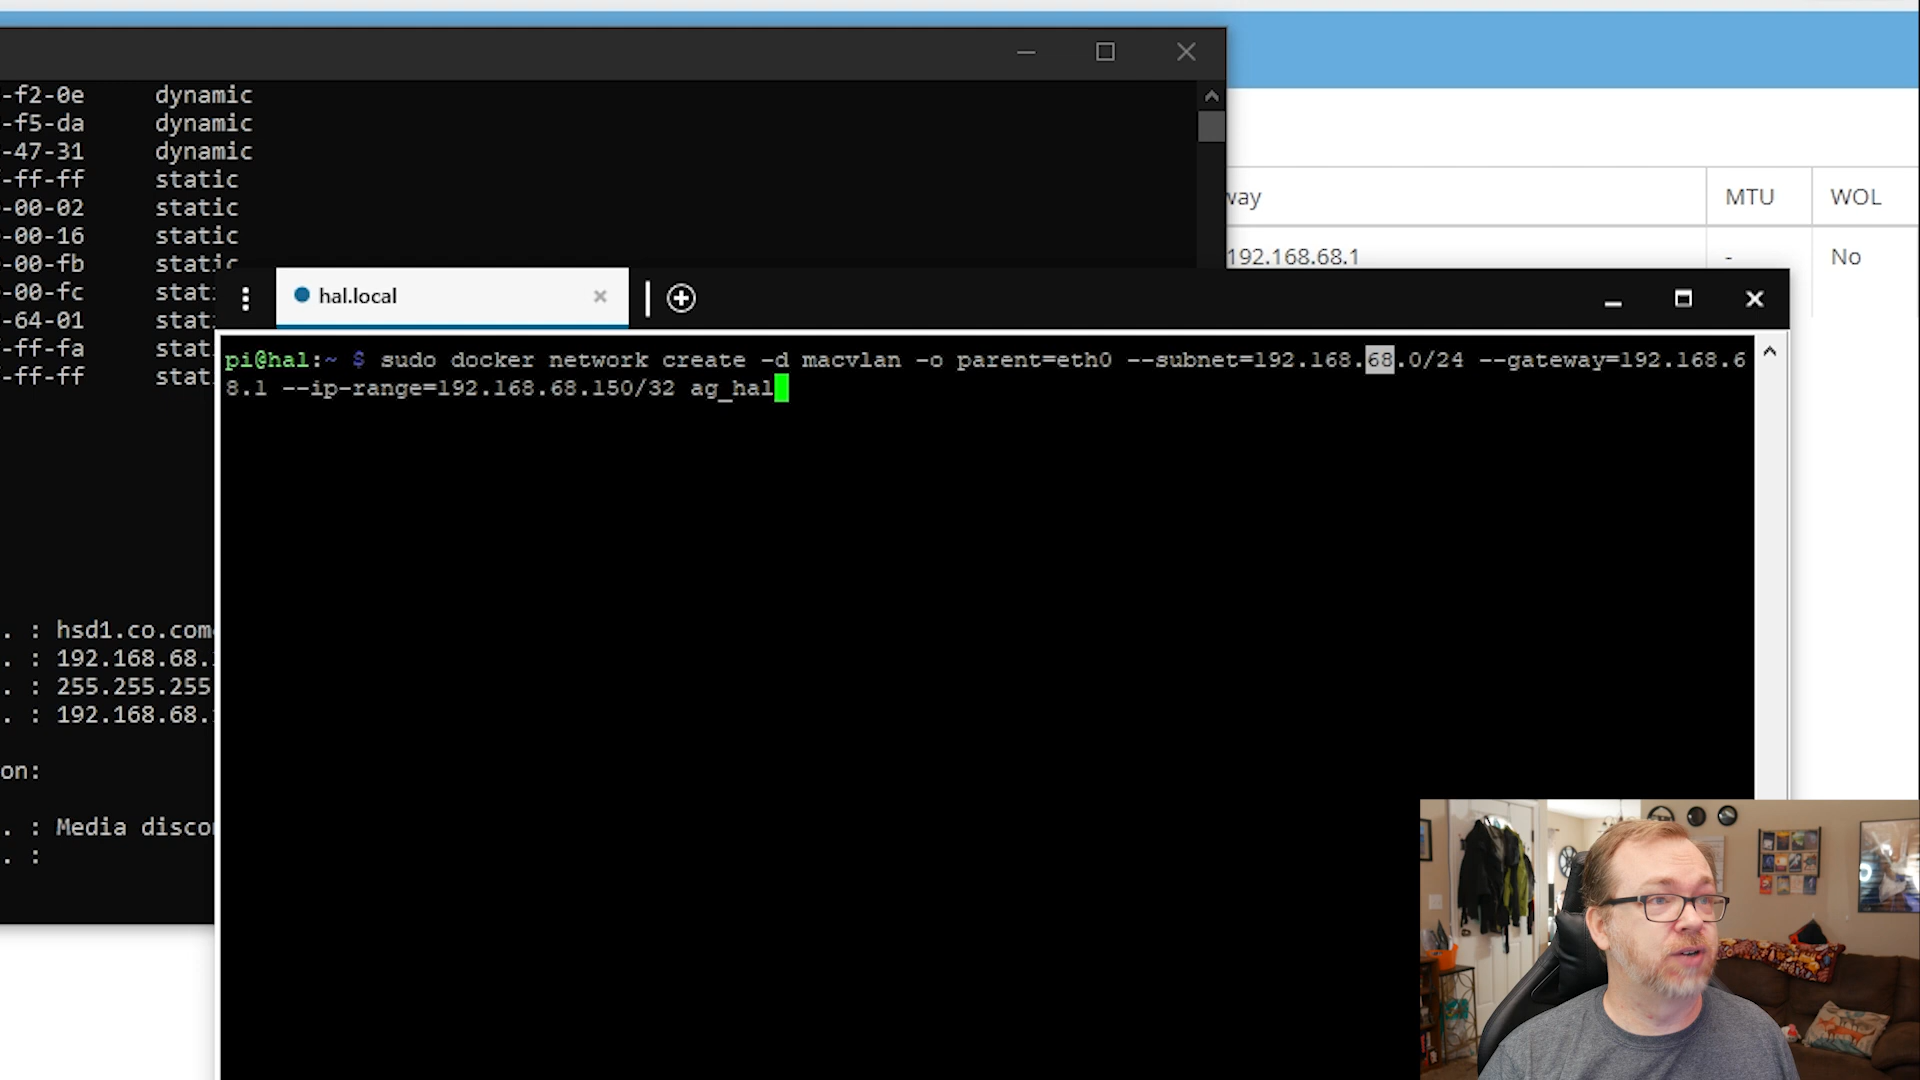 -f2-0e dynamic
-f5-da dynamic
-47-31 dynamic
-ff-ff static
-00-02 static
-00-16 static
-00-fb static
-00-fc stat
-64-01 stat
-ff-fa stat
-ff-ff stat
. : hsd1.co.com
. : 192.168.68.
. : 255.255.255
. : 192.168.68.
on:
. : Media disco
. :
way MTU WOL
192.168.68.1 - No
hal.local
pi@hal:~ $ sudo docker network create -d macvlan -o parent=eth0 --subnet=192.168.68.0/24 --gateway=192.168.6
8.1 --ip-range=192.168.68.150/32 ag_hal